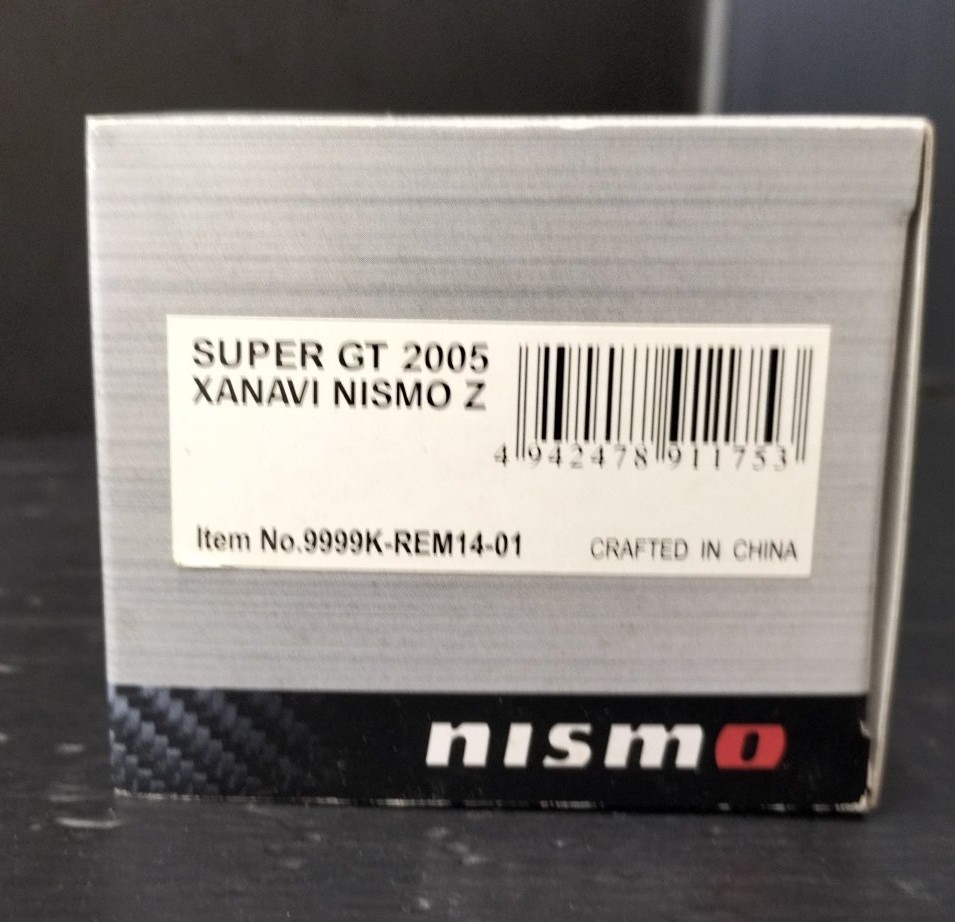 SUPER GT 2005
XANAVI NISMO Z
4 942478 911753
Item No.9999K-REM14-01
CRAFTED IN CHINA
nismo